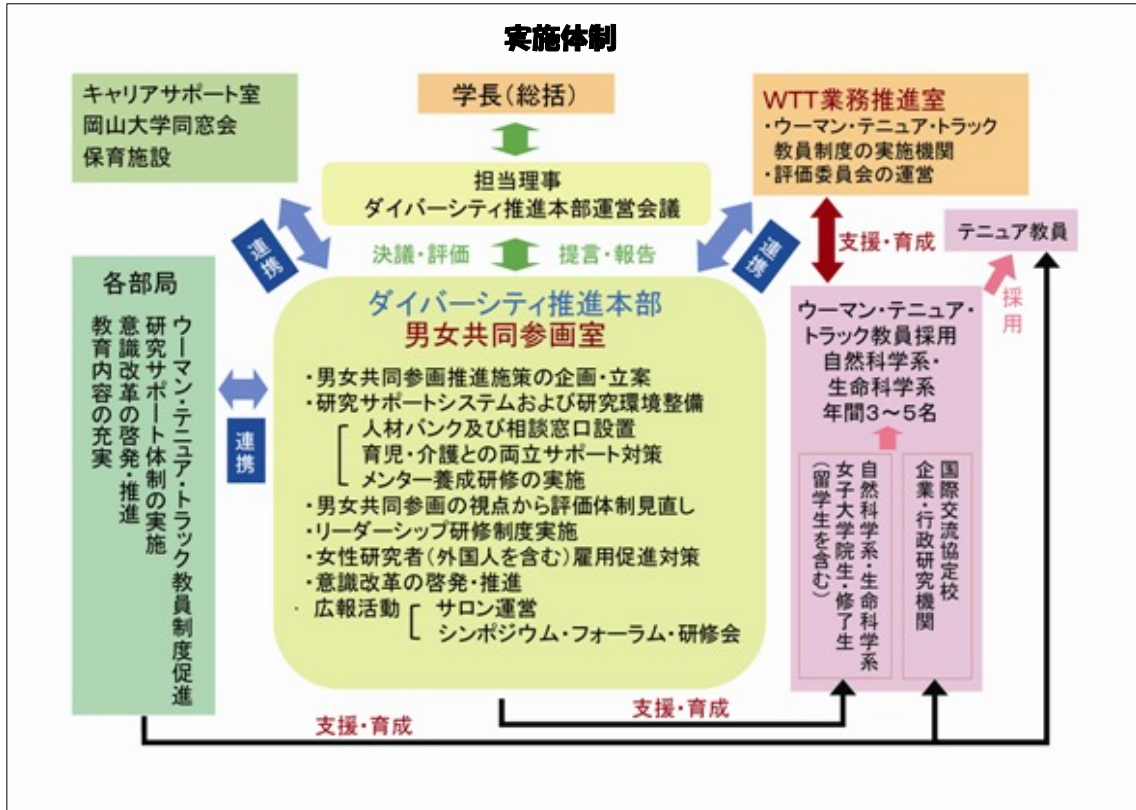 実施体制
キャリアサポート室
岡山大学同窓会
保育施設
学長(総括)
担当理事
ダイバーシティ推進本部運営会議
WTT業務推進室
・ウーマン・テニュア・トラック
教員制度の実施機関
・評価委員会の運営
連携
決議・評価
提言・報告
連携
支援・育成
テニュア教員
採用
各部局
ウーマン・テニュア・トラック教員制度促進
研究サポート体制の実施
意識改革の啓発・推進
教育内容の充実
連携
ダイバーシティ推進本部
男女共同参画室
・男女共同参画推進施策の企画・立案
・研究サポートシステムおよび研究環境整備
人材バンク及び相談窓口設置
育児・介護との両立サポート対策
メンター養成研修の実施
・男女共同参画の視点から評価体制見直し
・リーダーシップ研修制度実施
・女性研究者(外国人を含む)雇用促進対策
・意識改革の啓発・推進
・広報活動
サロン運営
シンポジウム・フォーラム・研修会
ウーマン・テニュア・
トラック教員採用
自然科学系・
生命科学系
年間3~5名
国際交流協定校
企業・行政研究機関
自然科学系・生命科学系
女子大学院生・修了生
(留学生を含む)
支援・育成
支援・育成